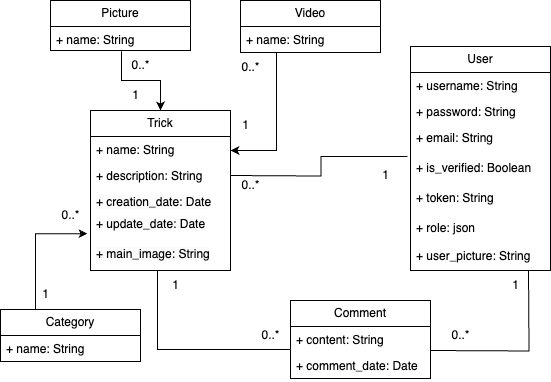 Picture
+ name: String
Video
+ name: String
0..*
1
0..*
1
User
+ username: String
+ password: String
+ email: String
+ is_verified: Boolean
+ token: String
+ role: json
+ user_picture: String
Trick
+ name: String
+ description: String
+ creation_date: Date
+ update_date: Date
+ main_image: String
0..*
1
0..*
1
Category
+ name: String
1
0..*
Comment
+ content: String
+ comment_date: Date
1
0..*